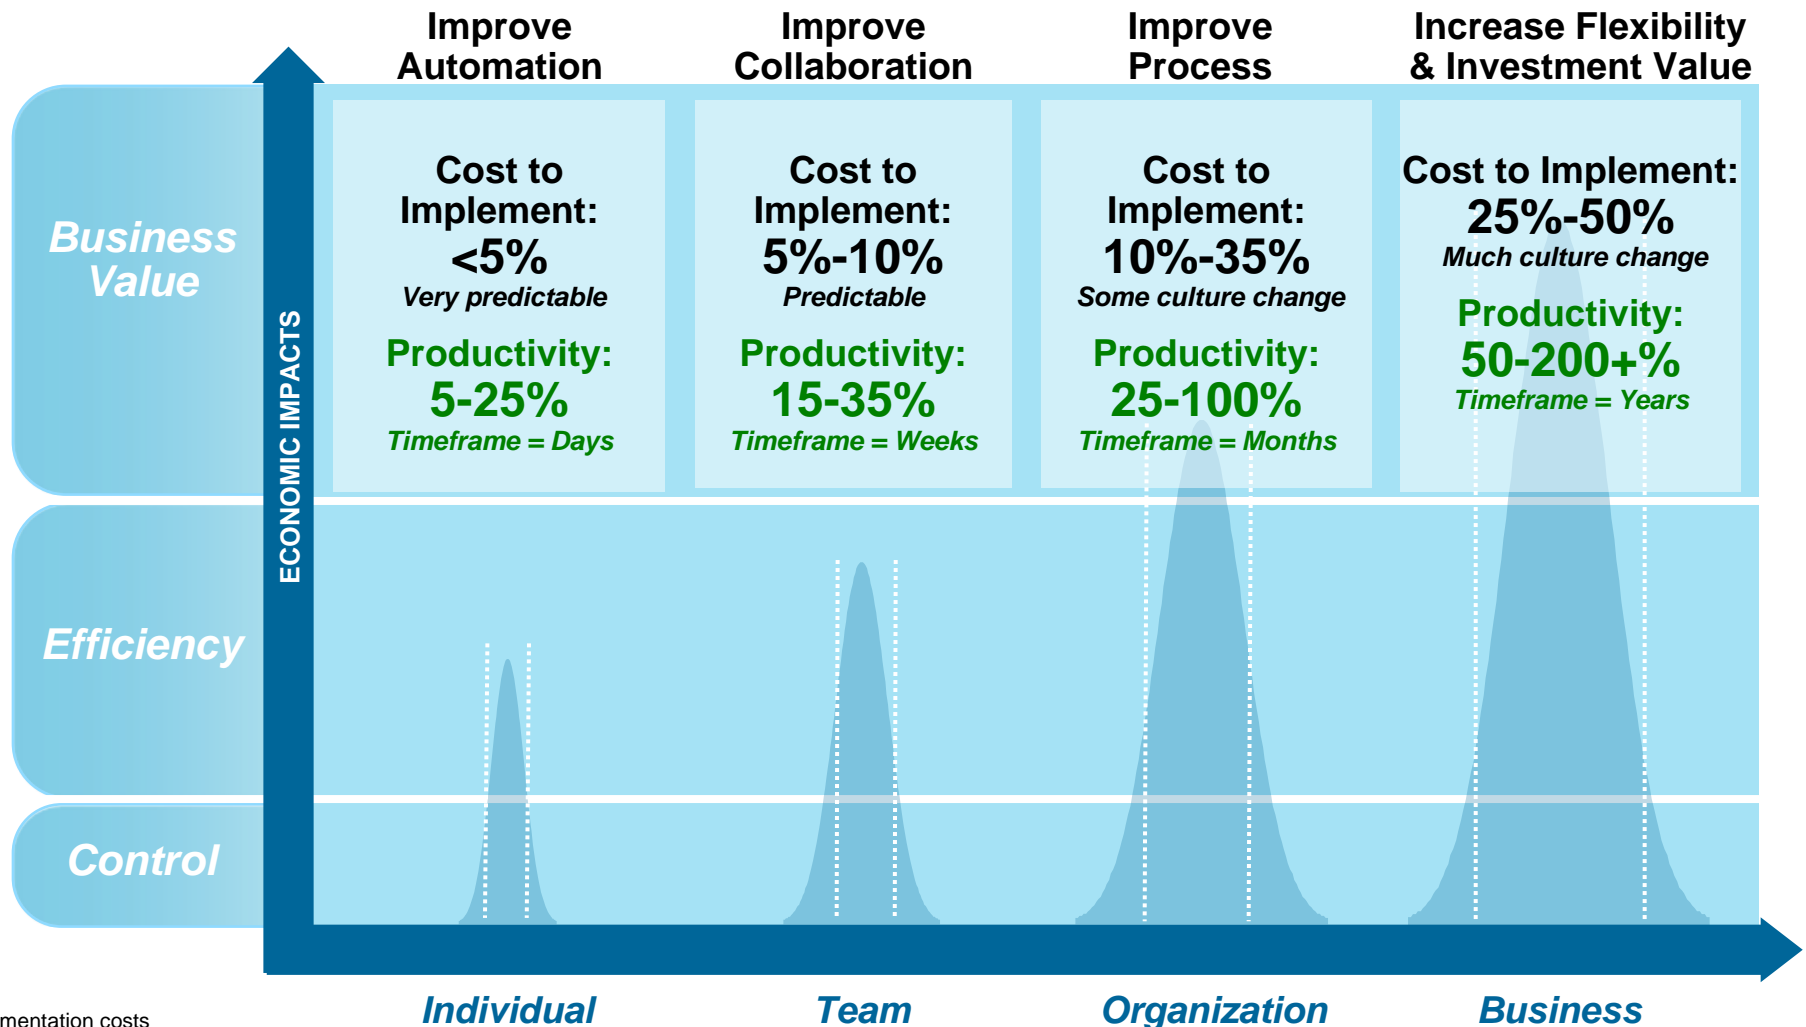 Improve
Automation
Improve
Collaboration
Improve
Process
Increase Flexibility
& Investment Value
Business
Value
Efficiency
Control
ECONOMIC IMPACTS
Cost to
Implement:
<5%
Very predictable
Productivity:
5-25%
Timeframe = Days
Cost to
Implement:
5%-10%
Predictable
Productivity:
15-35%
Timeframe = Weeks
Cost to
Implement:
10%-35%
Some culture change
Productivity:
25-100%
Timeframe = Months
Cost to Implement:
25%-50%
Much culture change
Productivity:
50-200+%
Timeframe = Years
Individual
Team
Organization
Business
costs